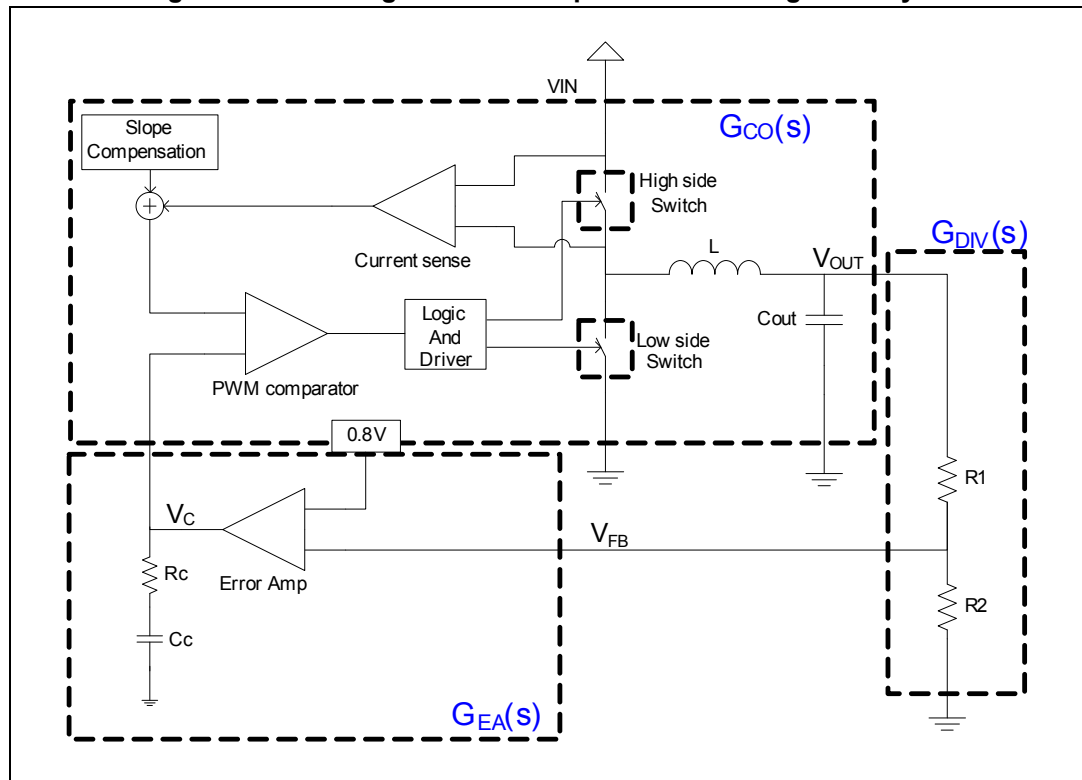 VIN
GCO(s)
Slope
Compensation
+
High side
Switch
Current sense
GDIV(s)
L
VOUT
Cout
Logic
And
Driver
Low side
Switch
PWM comparator
0.8V
R1
VC
VFB
Rc
Error Amp
R2
Cc
GEA(s)